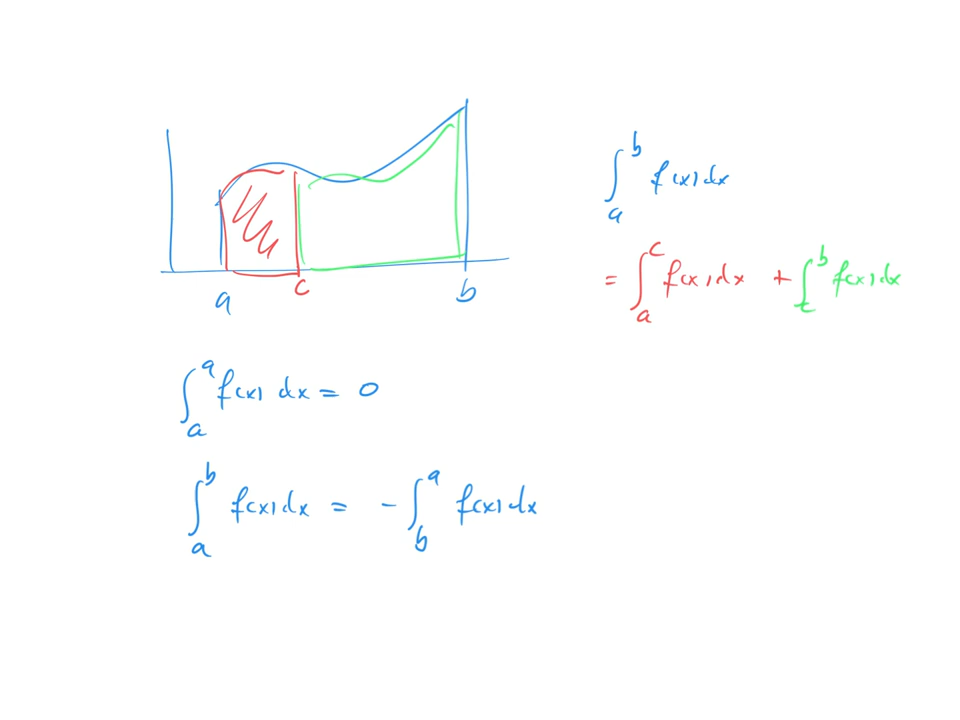 a c b
∫_a^b f(x) dx
= ∫_a^c f(x) dx + ∫_c^b f(x) dx
∫_a^a f(x) dx = 0
∫_a^b f(x) dx = - ∫_b^a f(x) dx